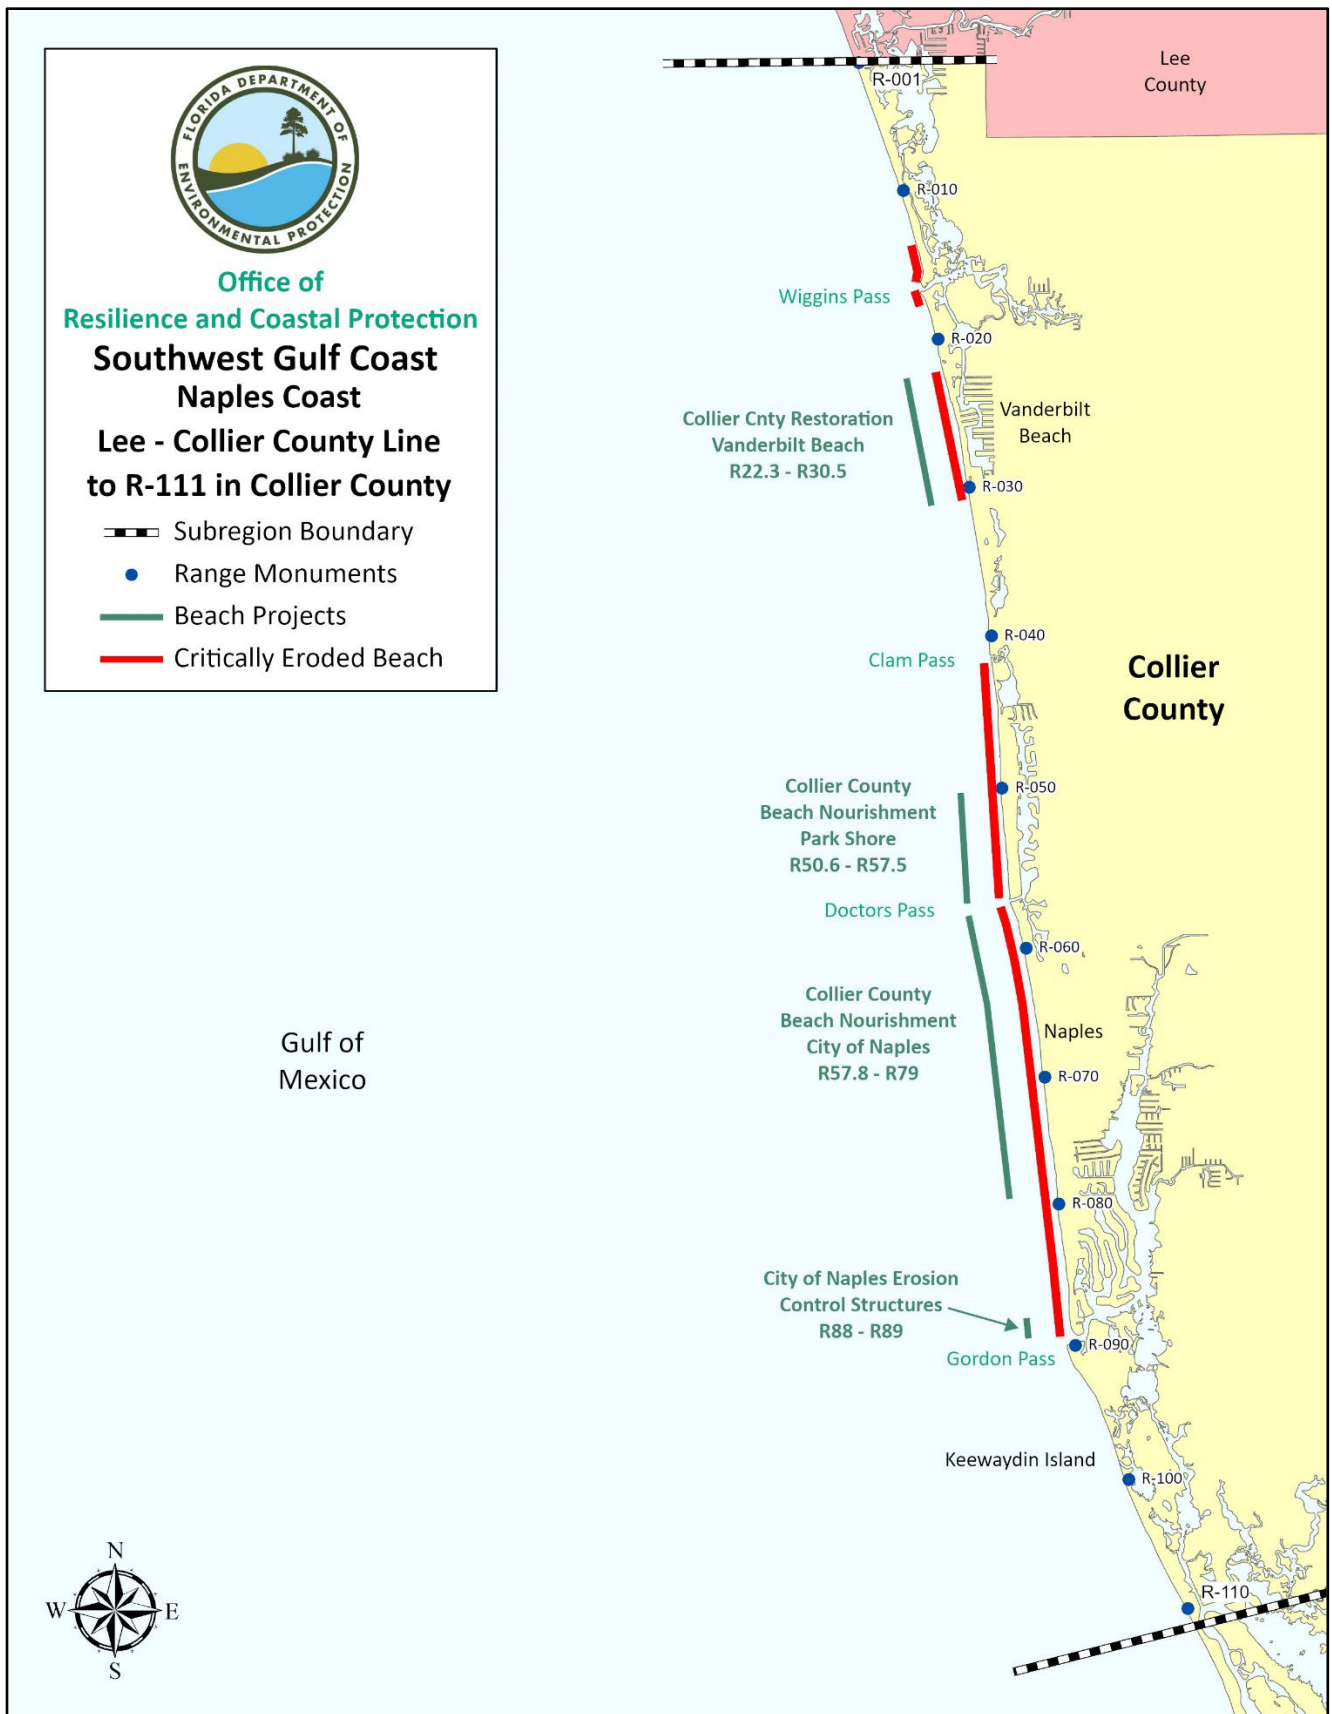 FLORIDA DEPARTMENT OF
ENVIRONMENTAL PROTECTION
Office of
Resilience and Coastal Protection
Southwest Gulf Coast
Naples Coast
Lee - Collier County Line
to R-111 in Collier County
Subregion Boundary
Range Monuments
Beach Projects
Critically Eroded Beach
Lee
County
R-001
R-010
Wiggins Pass
R-020
Collier Cnty Restoration
Vanderbilt Beach
R22.3 - R30.5
Vanderbilt
Beach
R-030
R-040
Clam Pass
Collier
County
Collier County
Beach Nourishment
Park Shore
R50.6 - R57.5
R-050
Doctors Pass
R-060
Collier County
Beach Nourishment
City of Naples
R57.8 - R79
Naples
Gulf of
Mexico
R-070
R-080
City of Naples Erosion
Control Structures
R88 - R89
R-090
Gordon Pass
Keewaydin Island
R-100
R-110
N
W
E
S